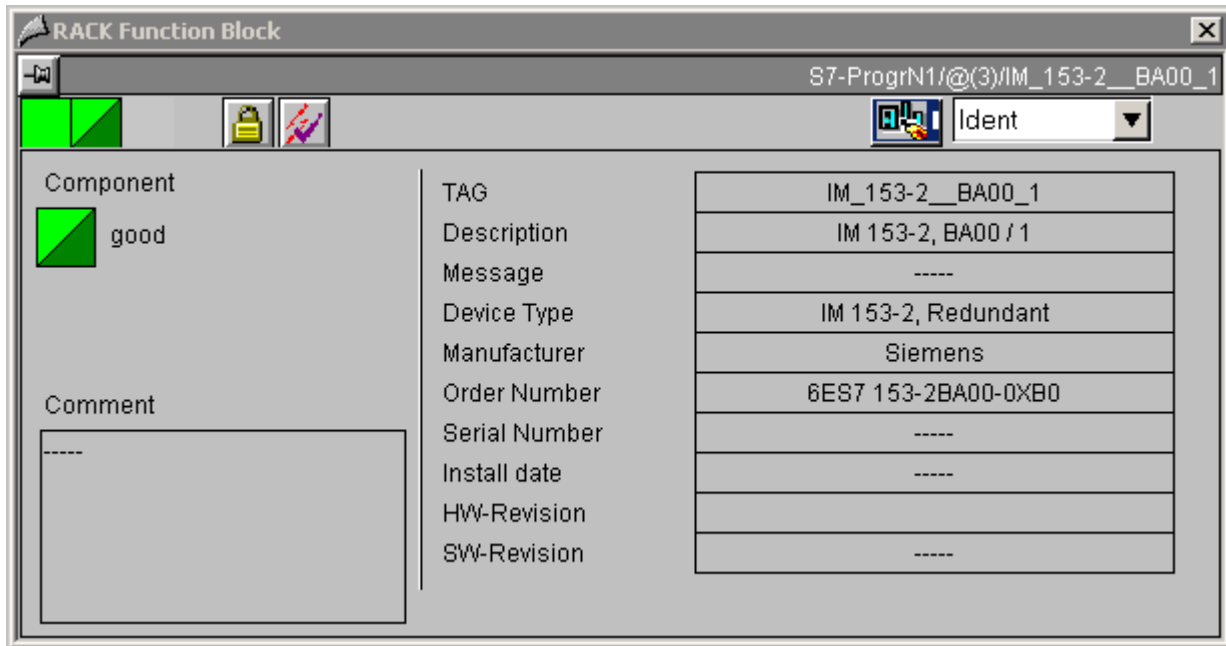 RACK Function Block
S7-ProgrN1/@(3)/IM_153-2__BA00_1
Ident
Component
good
Comment
-----
TAG IM_153-2__BA00_1
Description IM 153-2, BA00 / 1
Message -----
Device Type IM 153-2, Redundant
Manufacturer Siemens
Order Number 6ES7 153-2BA00-0XB0
Serial Number -----
Install date -----
HW-Revision
SW-Revision -----